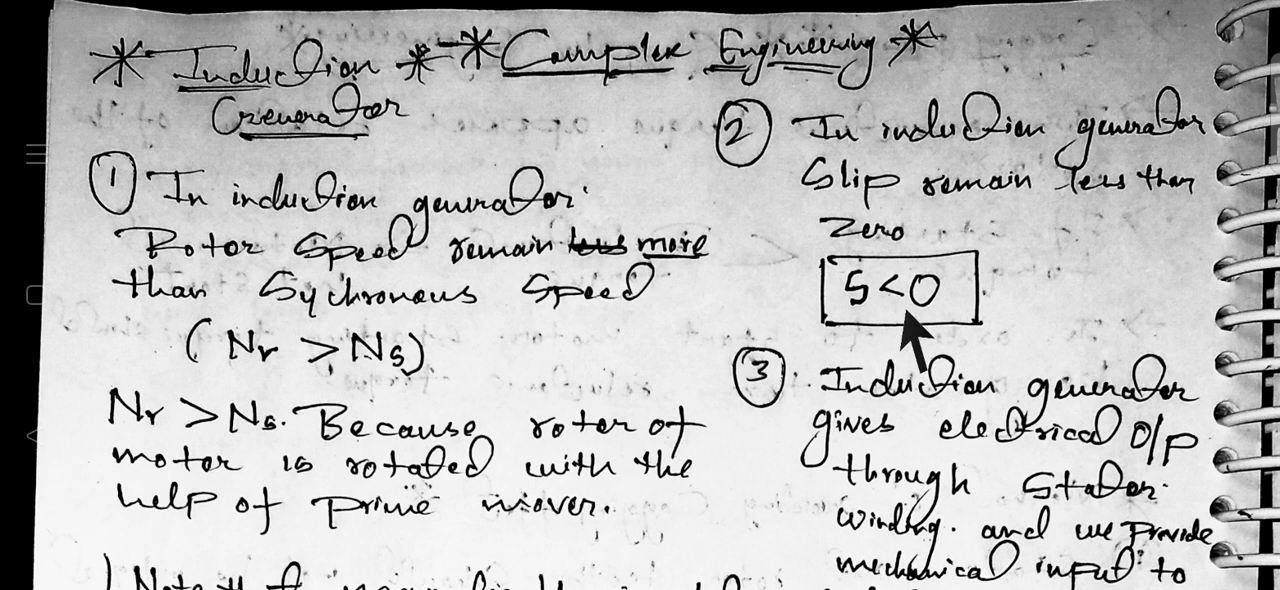 * Induction * * Complex Engineering *
Generator
① In induction generator
Rotor Speed remain less more
than Sychronous Speed
(Nr > Ns)
Nr > Ns. Because rotor of
motor is rotated with the
help of prime mover.
② In induction generator
Slip remain less than
Zero
S<0
③ Induction generator
gives electrical O/p
through Stator
winding. and we Provide
mechanical input to